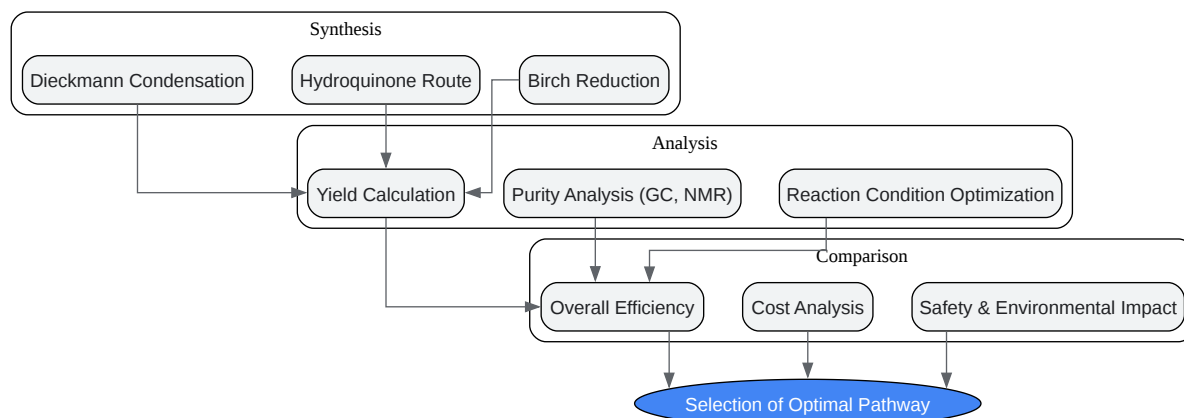 Synthesis
Dieckmann Condensation
Hydroquinone Route
Birch Reduction
Analysis
Yield Calculation
Purity Analysis (GC, NMR)
Reaction Condition Optimization
Comparison
Overall Efficiency
Cost Analysis
Safety & Environmental Impact
Selection of Optimal Pathway